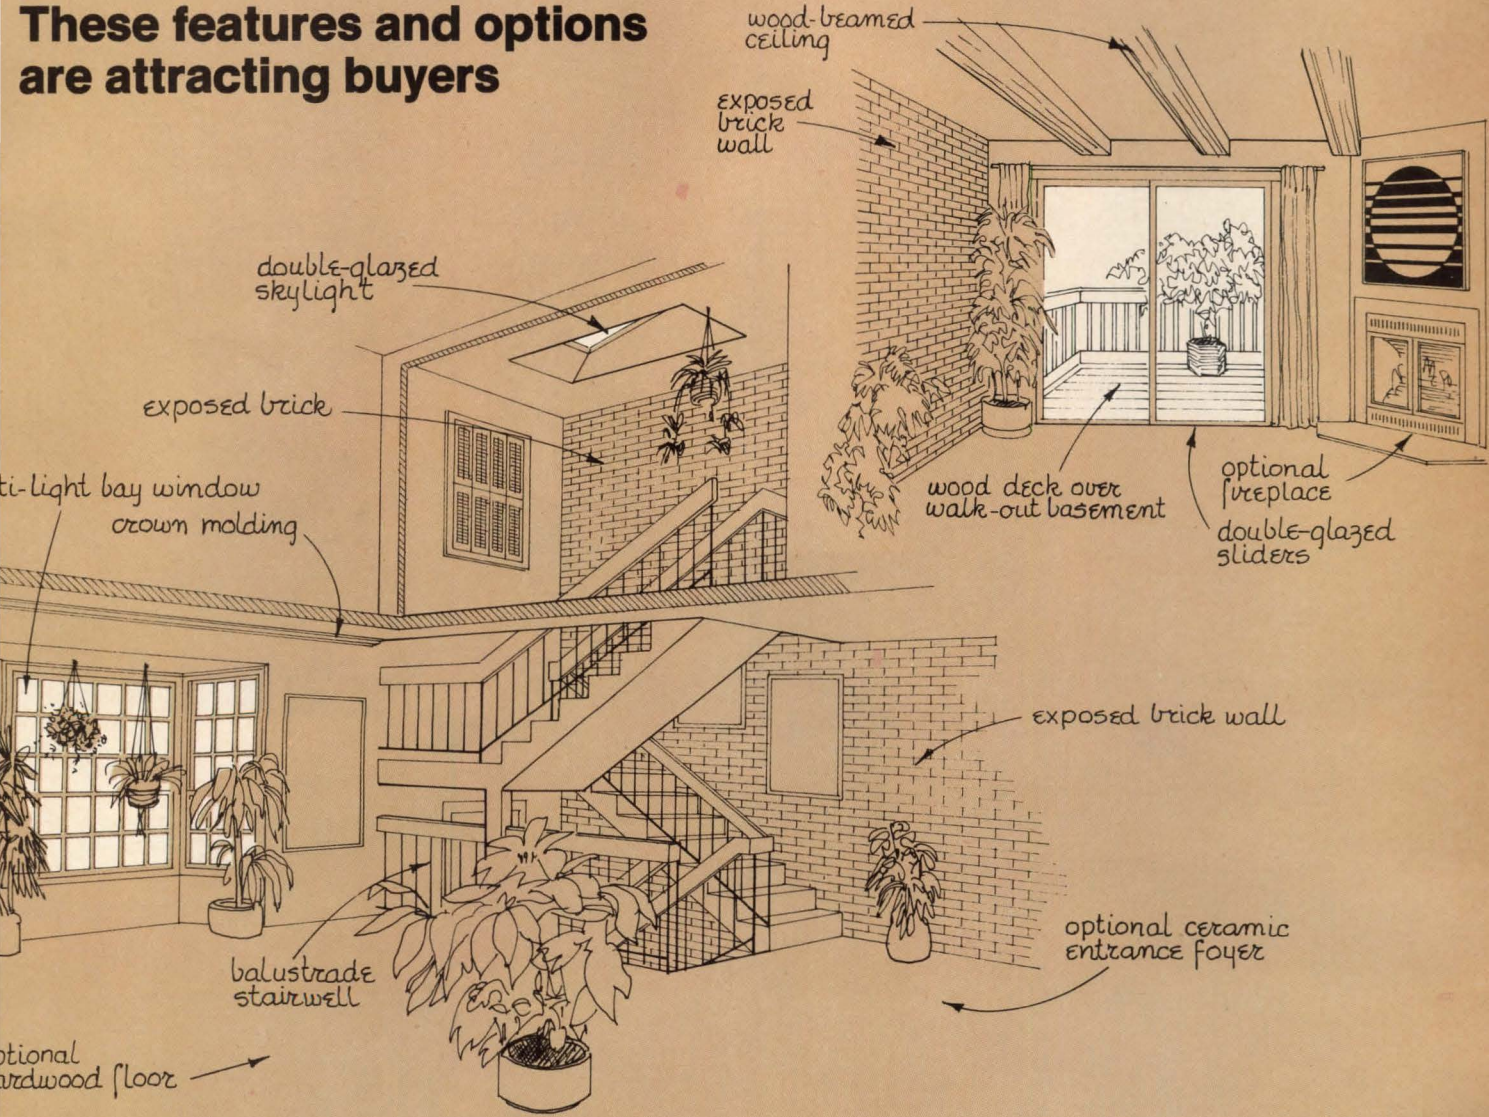 These features and options
are attracting buyers
wood-beamed
ceiling
exposed
brick
wall
double-glazed
skylight
exposed brick
ti-light bay window
crown molding
wood deck over
walk-out basement
optional
fireplace
double-glazed
sliders
exposed brick wall
balustrade
stairwell
optional ceramic
entrance foyer
ptional
ardwood floor